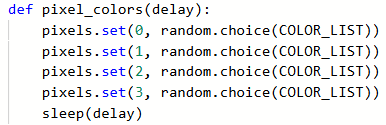 def pixel_colors(delay):
    pixels.set(0, random.choice(COLOR_LIST))
    pixels.set(1, random.choice(COLOR_LIST))
    pixels.set(2, random.choice(COLOR_LIST))
    pixels.set(3, random.choice(COLOR_LIST))
    sleep(delay)